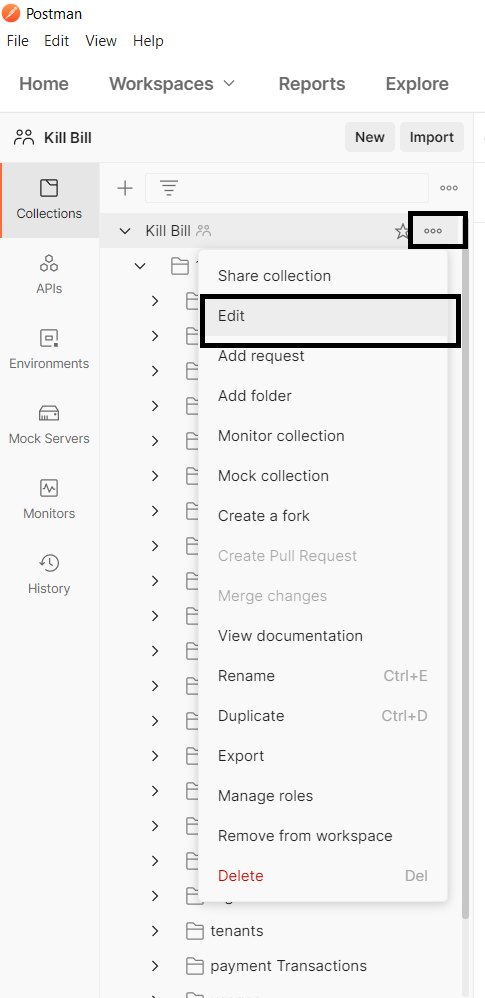 Postman
File Edit View Help
Home Workspaces Reports Explore
Kill Bill New Import
Collections
APIs
Environments
Mock Servers
Monitors
History
Kill Bill
Share collection
Edit
Add request
Add folder
Monitor collection
Mock collection
Create a fork
Create Pull Request
Merge changes
View documentation
Rename Ctrl+E
Duplicate Ctrl+D
Export
Manage roles
Remove from workspace
Delete Del
tenants
payment Transactions